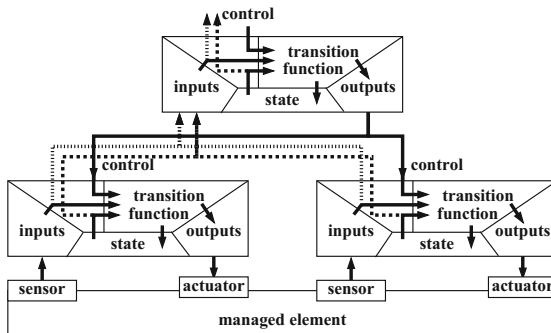 control
transition
function
inputs
outputs
state
control
control
transition
function
inputs
outputs
state
transition
function
inputs
outputs
state
sensor
actuator
sensor
actuator
managed element